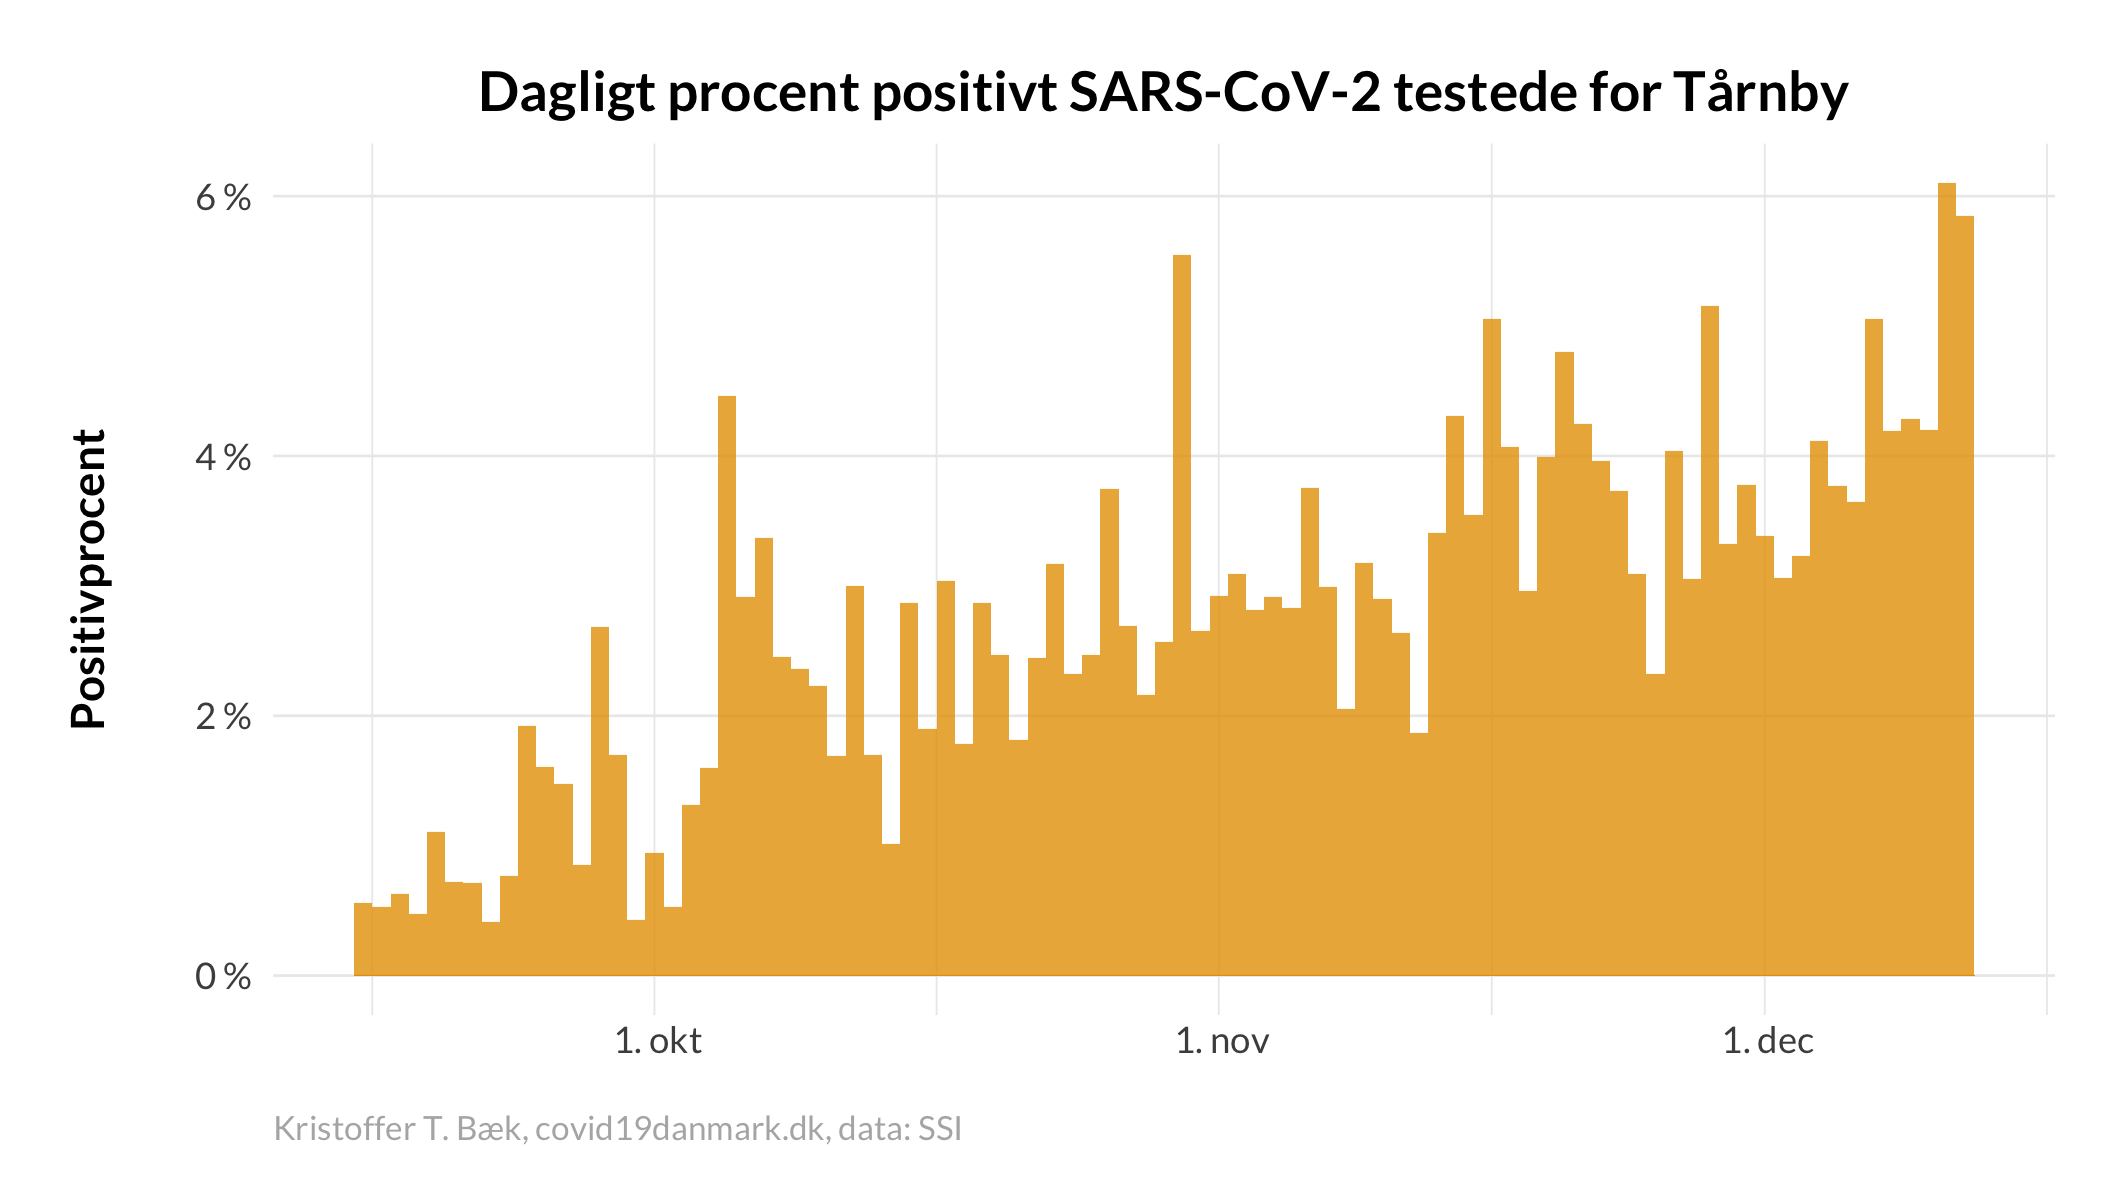 Dagligt procent positivt SARS-CoV-2 testede for Tårnby
Positivprocent
6 %
4 %
2 %
0 %
1. okt
1. nov
1. dec
Kristoffer T. Bæk, covid19danmark.dk, data: SSI